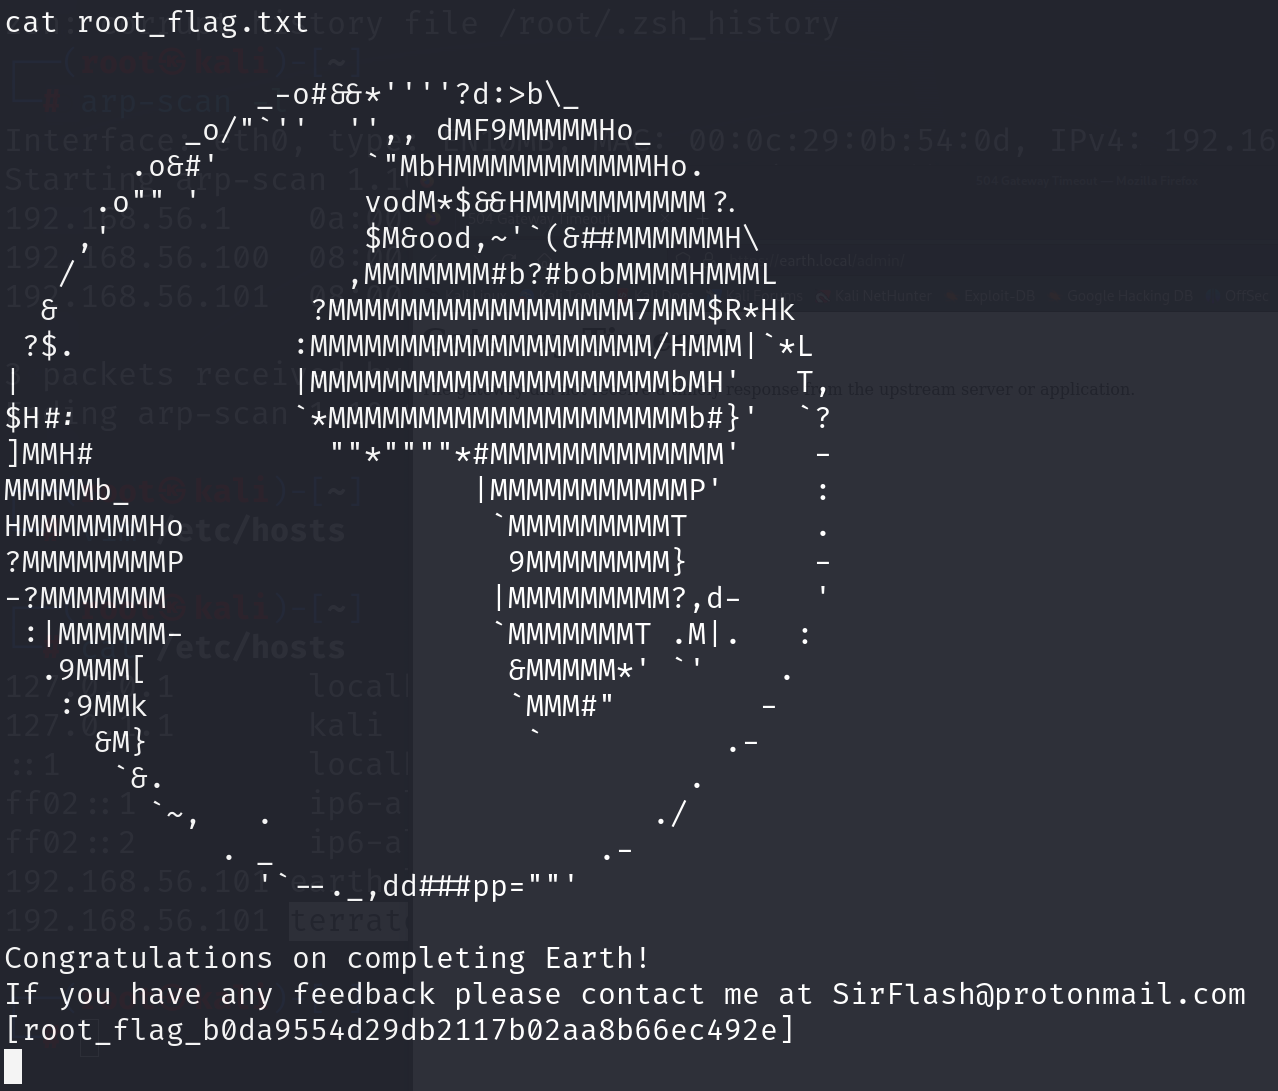 cat root_flag.txt
              _-o#&&*''''?d:>b\_
          _o/"`''  '',, dMF9MMMMMHo_
       .o&#'        `"MbHMMMMMMMMMMMHo.
     .o"" '         vodM*$&&HMMMMMMMMMM?.
    ,'              $M&ood,~'`(&##MMMMMMH\
   /               ,MMMMMMM#b?#bobMMMMHMMML
  &              ?MMMMMMMMMMMMMMMMM7MMM$R*Hk
 ?$.            :MMMMMMMMMMMMMMMMMMM/HMMM|`*L
|               |MMMMMMMMMMMMMMMMMMMMbMH'   T,
$H#:            `*MMMMMMMMMMMMMMMMMMMMb#}'  `?
]MMH#             ""*""""*#MMMMMMMMMMMMM'    -
MMMMMb_                   |MMMMMMMMMMMP'     :
HMMMMMMMHo                 `MMMMMMMMMT       .
?MMMMMMMMP                  9MMMMMMMM}       -
-?MMMMMMM                  |MMMMMMMMM?,d-    '
 :|MMMMMM-                 `MMMMMMMT .M|.   :
  .9MMM[                    &MMMMM*' `'    .
   :9MMk                    `MMM#"        -
     &M}                     `          .-
      `&.                             .
        `~,   .                     ./
            . _                  .-
              '`--._,dd###pp=""'
Congratulations on completing Earth!
If you have any feedback please contact me at SirFlash@protonmail.com
[root_flag_b0da9554d29db2117b02aa8b66ec492e]